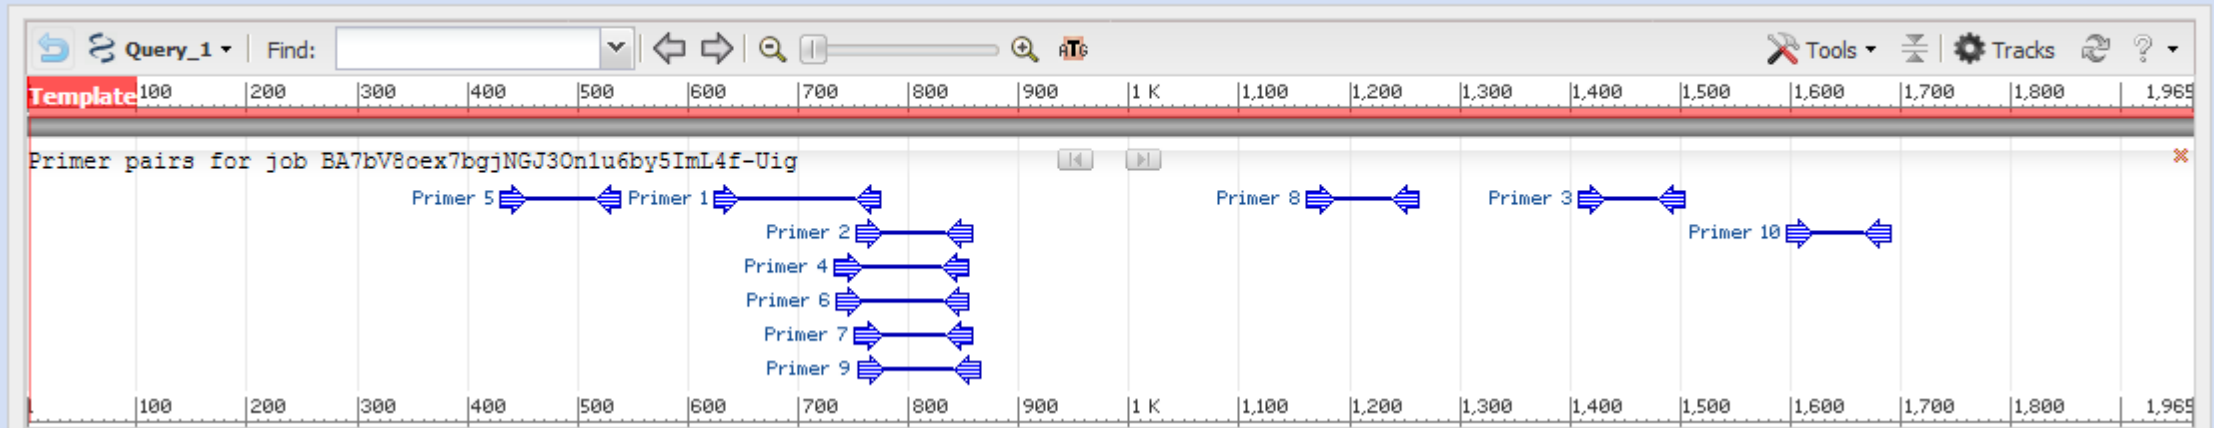 Query_1 Find: ATG Tools Tracks ?
Template 100 200 300 400 500 600 700 800 900 1 K 1,100 1,200 1,300 1,400 1,500 1,600 1,700 1,800 1,965
Primer pairs for job BA7bV8oex7bgjNGJ3On1u6by5ImL4f-Uig
Primer 5 Primer 1 Primer 8 Primer 3
Primer 2 Primer 10
Primer 4
Primer 6
Primer 7
Primer 9
1 100 200 300 400 500 600 700 800 900 1 K 1,100 1,200 1,300 1,400 1,500 1,600 1,700 1,800 1,965